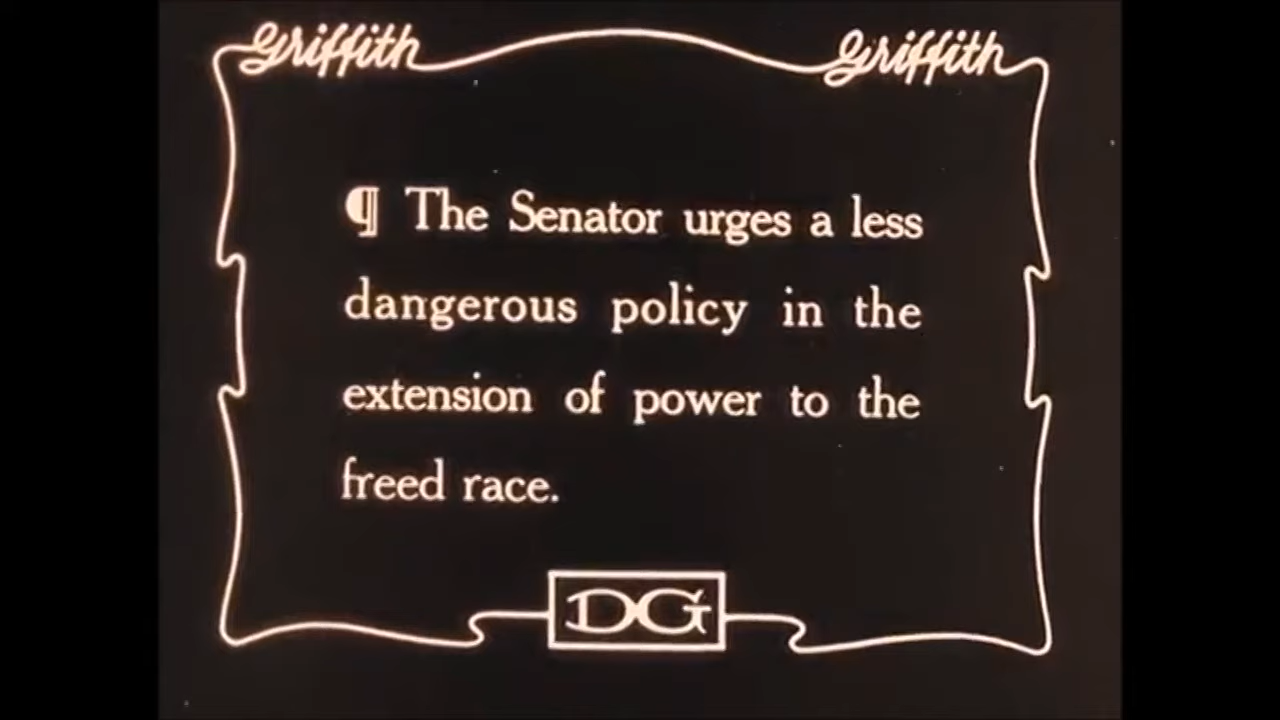 Griffith Griffith
¶ The Senator urges a less
dangerous policy in the
extension of power to the
freed race.
DG